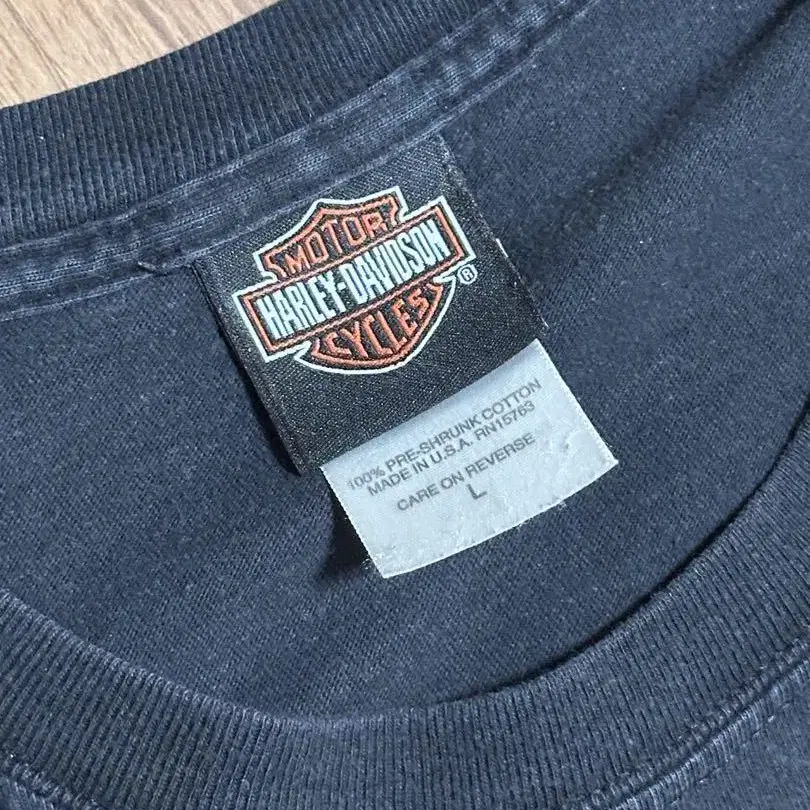 MOTOR
HARLEY-DAVIDSON
CYCLES
®
100% PRE-SHRUNK COTTON
MADE IN U.S.A. RN15763
CARE ON REVERSE
L